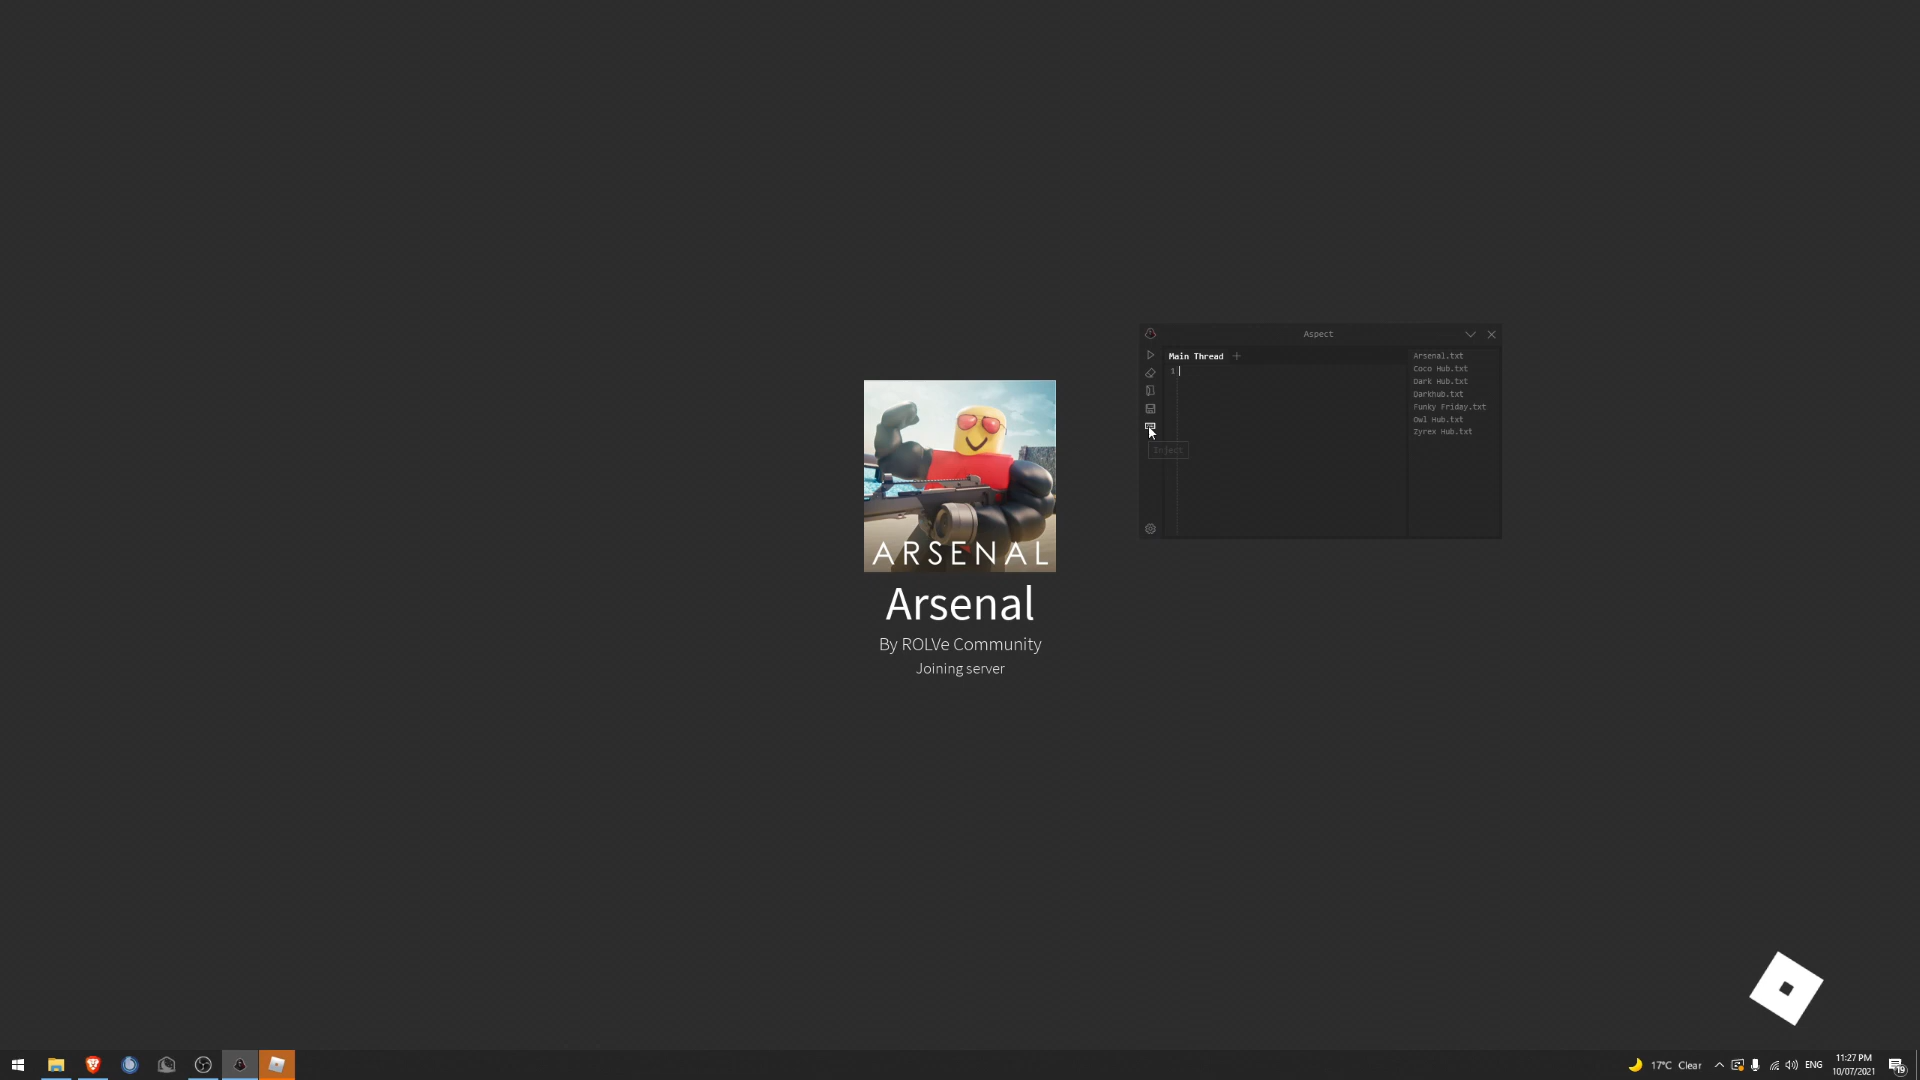 Aspect
Main Thread
1
Inject
Arsenal.txt
Coco Hub.txt
Dark Hub.txt
Darkhub.txt
Funky Friday.txt
Owl Hub.txt
Zyrex Hub.txt
ARSENAL
Arsenal
By ROLVe Community
Joining server
17°C Clear
ENG
11:27 PM
10/07/2021
19